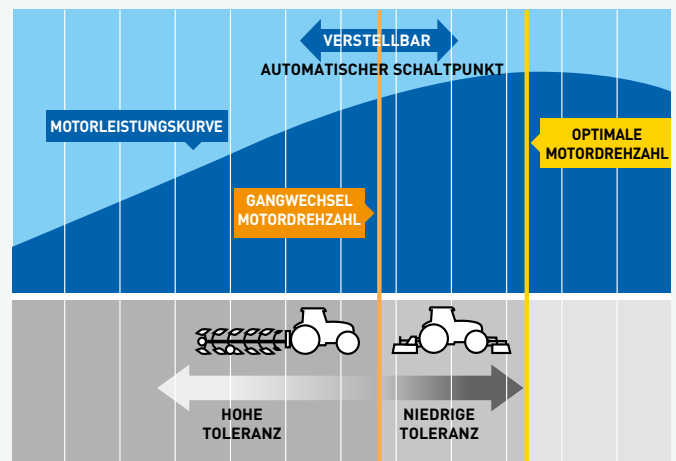 VERSTELLBAR
AUTOMATISCHER SCHALTPUNKT
MOTORLEISTUNGSKURVE
OPTIMALE
MOTORDREHZAHL
GANGWECHSEL
MOTORDREHZAHL
HOHE
TOLERANZ
NIEDRIGE
TOLERANZ